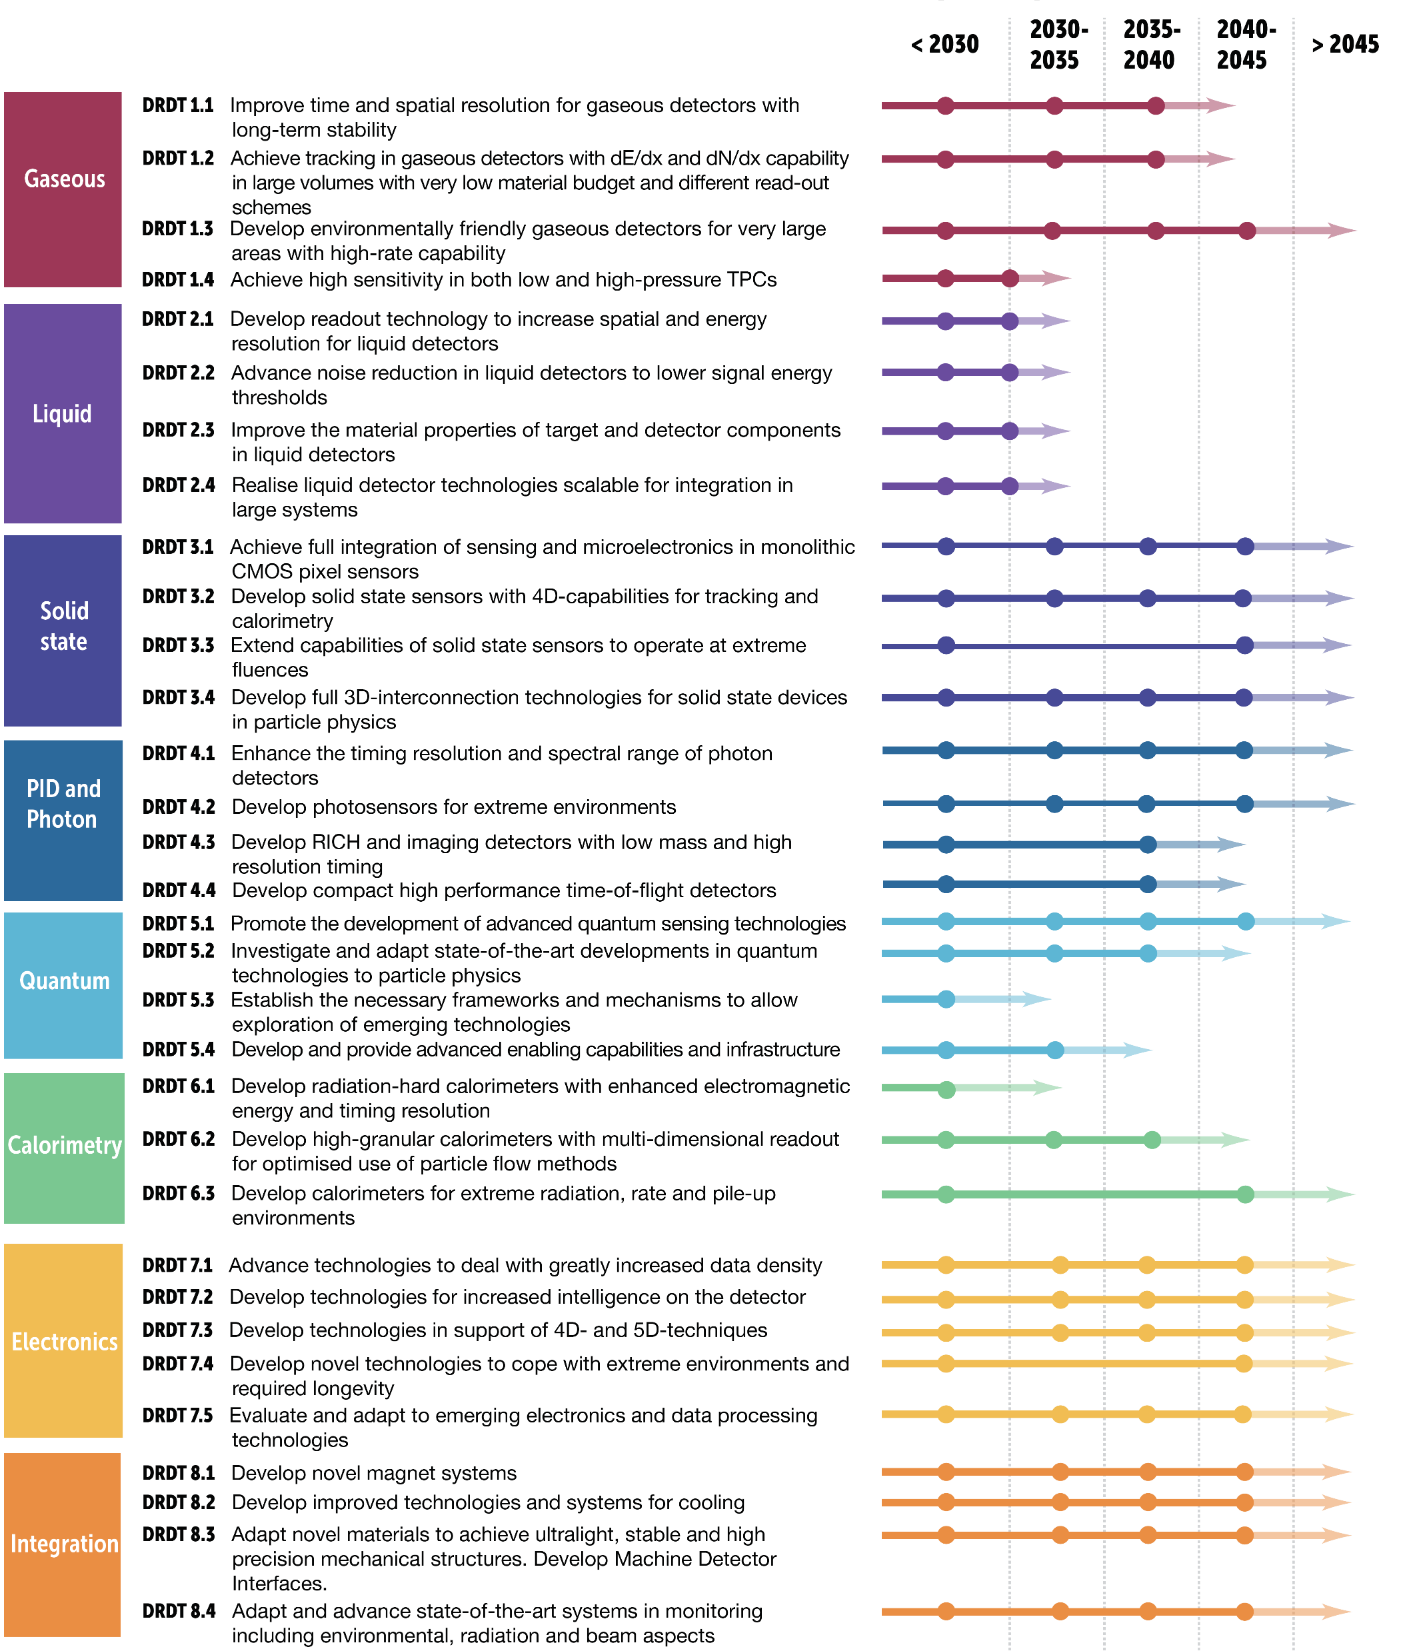 < 2030
2030-
2035
2035-
2040
2040-
2045
> 2045
Gaseous
DRDT 1.1 Improve time and spatial resolution for gaseous detectors with
long-term stability
DRDT 1.2 Achieve tracking in gaseous detectors with dE/dx and dN/dx capability
in large volumes with very low material budget and different read-out
schemes
DRDT 1.3 Develop environmentally friendly gaseous detectors for very large
areas with high-rate capability
DRDT 1.4 Achieve high sensitivity in both low and high-pressure TPCs
Liquid
DRDT 2.1 Develop readout technology to increase spatial and energy
resolution for liquid detectors
DRDT 2.2 Advance noise reduction in liquid detectors to lower signal energy
thresholds
DRDT 2.3 Improve the material properties of target and detector components
in liquid detectors
DRDT 2.4 Realise liquid detector technologies scalable for integration in
large systems
Solid
state
DRDT 3.1 Achieve full integration of sensing and microelectronics in monolithic
CMOS pixel sensors
DRDT 3.2 Develop solid state sensors with 4D-capabilities for tracking and
calorimetry
DRDT 3.3 Extend capabilities of solid state sensors to operate at extreme
fluences
DRDT 3.4 Develop full 3D-interconnection technologies for solid state devices
in particle physics
PID and
Photon
DRDT 4.1 Enhance the timing resolution and spectral range of photon
detectors
DRDT 4.2 Develop photosensors for extreme environments
DRDT 4.3 Develop RICH and imaging detectors with low mass and high
resolution timing
DRDT 4.4 Develop compact high performance time-of-flight detectors
Quantum
DRDT 5.1 Promote the development of advanced quantum sensing technologies
DRDT 5.2 Investigate and adapt state-of-the-art developments in quantum
technologies to particle physics
DRDT 5.3 Establish the necessary frameworks and mechanisms to allow
exploration of emerging technologies
DRDT 5.4 Develop and provide advanced enabling capabilities and infrastructure
Calorimetry
DRDT 6.1 Develop radiation-hard calorimeters with enhanced electromagnetic
energy and timing resolution
DRDT 6.2 Develop high-granular calorimeters with multi-dimensional readout
for optimised use of particle flow methods
DRDT 6.3 Develop calorimeters for extreme radiation, rate and pile-up
environments
Electronics
DRDT 7.1 Advance technologies to deal with greatly increased data density
DRDT 7.2 Develop technologies for increased intelligence on the detector
DRDT 7.3 Develop technologies in support of 4D- and 5D-techniques
DRDT 7.4 Develop novel technologies to cope with extreme environments and
required longevity
DRDT 7.5 Evaluate and adapt to emerging electronics and data processing
technologies
Integration
DRDT 8.1 Develop novel magnet systems
DRDT 8.2 Develop improved technologies and systems for cooling
DRDT 8.3 Adapt novel materials to achieve ultralight, stable and high
precision mechanical structures. Develop Machine Detector
Interfaces.
DRDT 8.4 Adapt and advance state-of-the-art systems in monitoring
including environmental, radiation and beam aspects